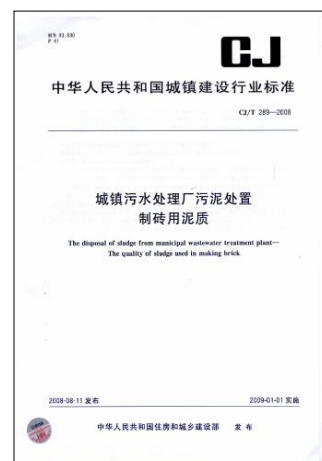 ICS 93.030
P 41
CJ
中华人民共和国城镇建设行业标准
CJ/T 289—2008
城镇污水处理厂污泥处置
制砖用泥质
The disposal of sludge from municipal wastewater treatment plant—
The quality of sludge used in making brick
2008-08-11 发布
2009-01-01 实施
中华人民共和国住房和城乡建设部 发布